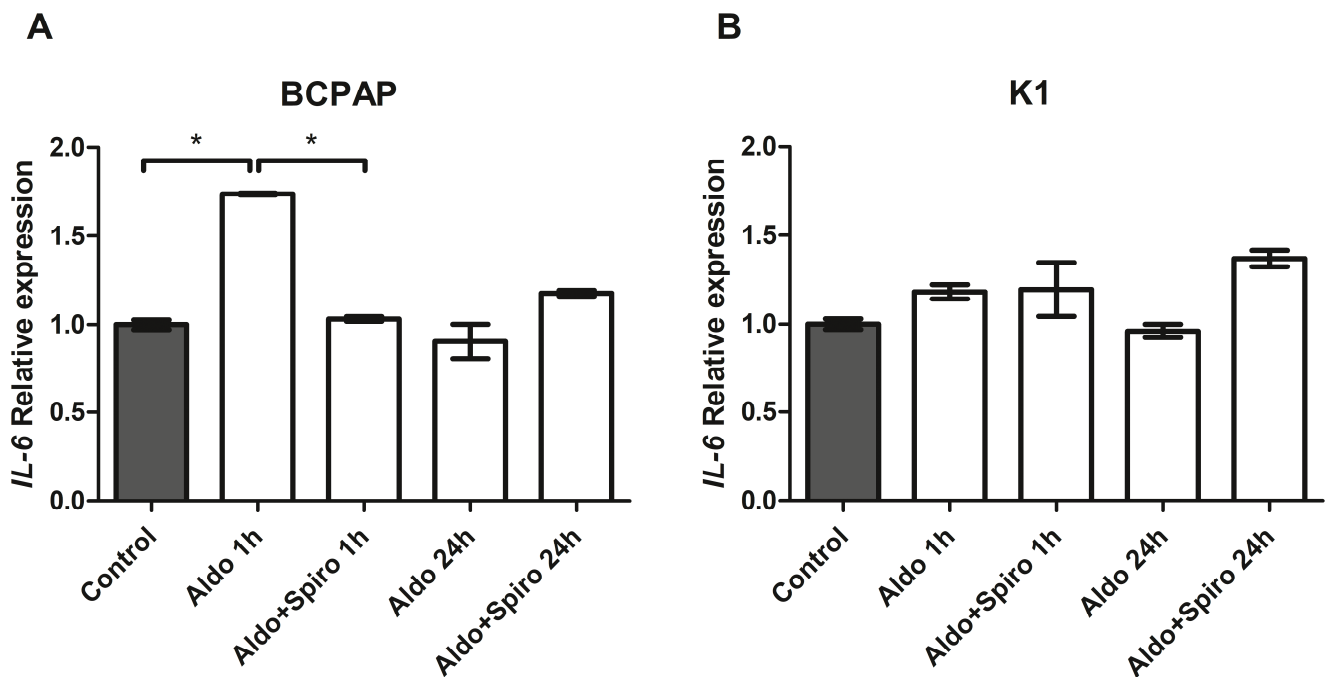 A
BCPAP
* *
IL-6 Relative expression
2.0
1.5
1.0
0.5
0.0
Control
Aldo 1h
Aldo+Spiro 1h
Aldo 24h
Aldo+Spiro 24h
B
K1
IL-6 Relative expression
2.0
1.5
1.0
0.5
0.0
Control
Aldo 1h
Aldo+Spiro 1h
Aldo 24h
Aldo+Spiro 24h